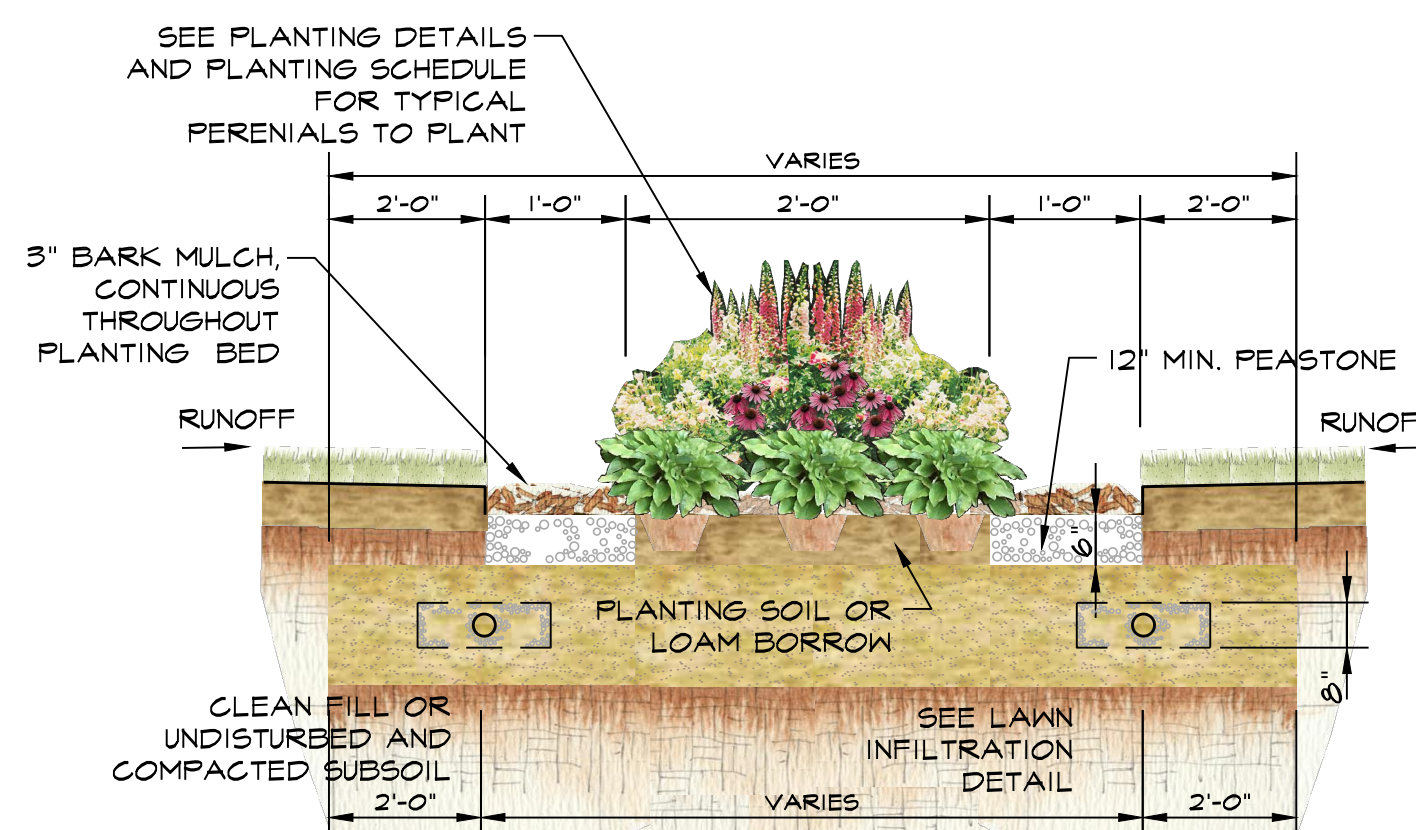 SEE PLANTING DETAILS
AND PLANTING SCHEDULE
FOR TYPICAL
PERENIALS TO PLANT
VARIES
2'-0"
1'-0"
2'-0"
1'-0"
2'-0"
3" BARK MULCH,
CONTINUOUS
THROUGHOUT
PLANTING BED
12" MIN. PEASTONE
RUNOFF
RUNOF
6"
PLANTING SOIL OR
LOAM BORROW
8"
CLEAN FILL OR
UNDISTURBED AND
COMPACTED SUBSOIL
SEE LAWN
INFILTRATION
DETAIL
2'-0"
VARIES
2'-0"